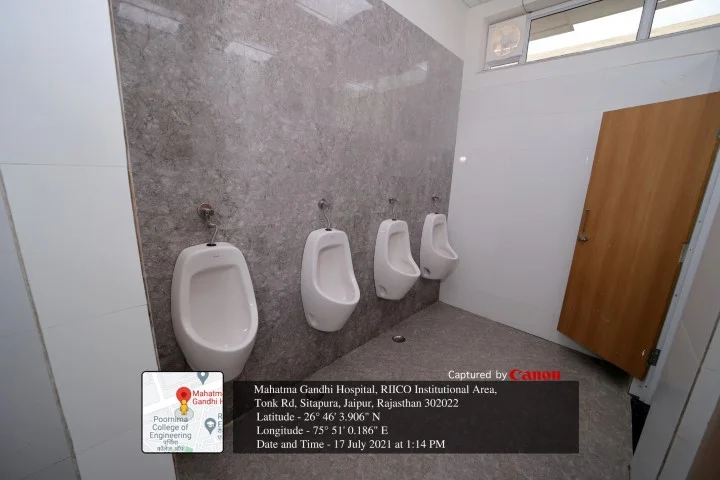 Captured by Canon
Mahatma Gandhi Hospital, RIICO Institutional Area,
Tonk Rd, Sitapura, Jaipur, Rajasthan 302022
Latitude - 26° 46' 3.906" N
Longitude - 75° 51' 0.186" E
Date and Time - 17 July 2021 at 1:14 PM
Mahatm
Gandhi H
Poornima
College of
Engineering